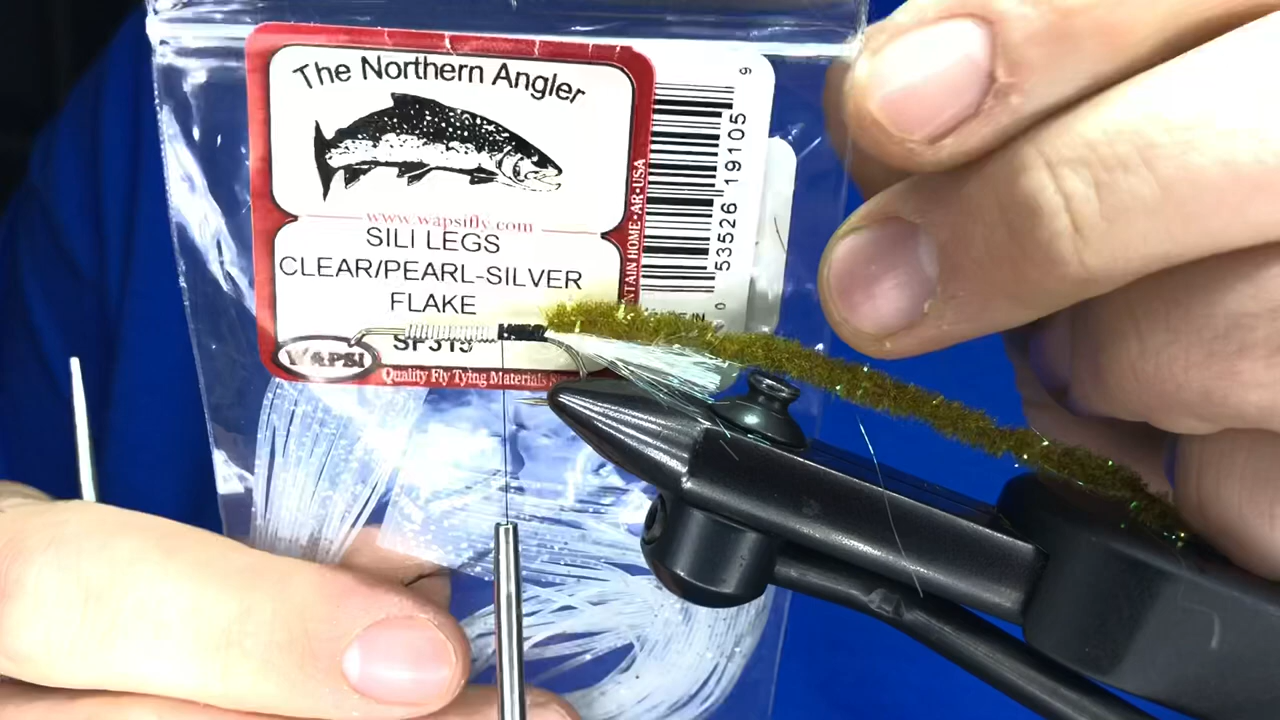 The Northern Angler
www.wapsifly.com
SILI LEGS
CLEAR/PEARL-SILVER
FLAKE
WAPSI
Quality Fly Tying Materials
HOME-AR-USA
53526 19105
9
0
IN